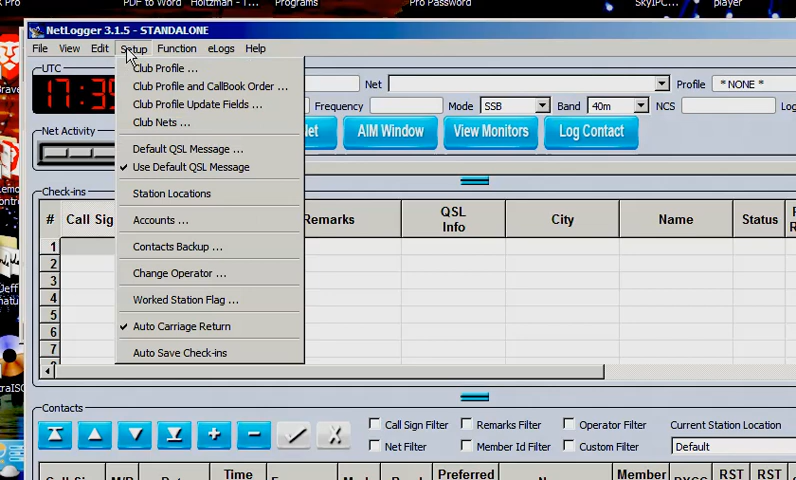 PDF to Word
Holtzman - ...
Programs
Pro Password
SkyIPC...
player
NetLogger 3.1.5 - STANDALONE
File View Edit Setup Function eLogs Help
UTC
Net
Profile * NONE *
Frequency
Mode SSB
Band 40m
NCS
Log
Net Activity
Net
AIM Window
View Monitors
Log Contact
Club Profile ...
Club Profile and CallBook Order ...
Club Profile Update Fields ...
Club Nets ...
Default QSL Message ...
Use Default QSL Message
Station Locations
Accounts ...
Contacts Backup ...
Change Operator ...
Worked Station Flag ...
Auto Carriage Return
Auto Save Check-ins
Check-ins
# Call Sign Remarks QSL Info City Name Status
1
2
3
4
5
6
7
8
Contacts
Call Sign Filter
Remarks Filter
Operator Filter
Current Station Location
Net Filter
Member Id Filter
Custom Filter
Default
Time
Preferred
Member
RST
RST